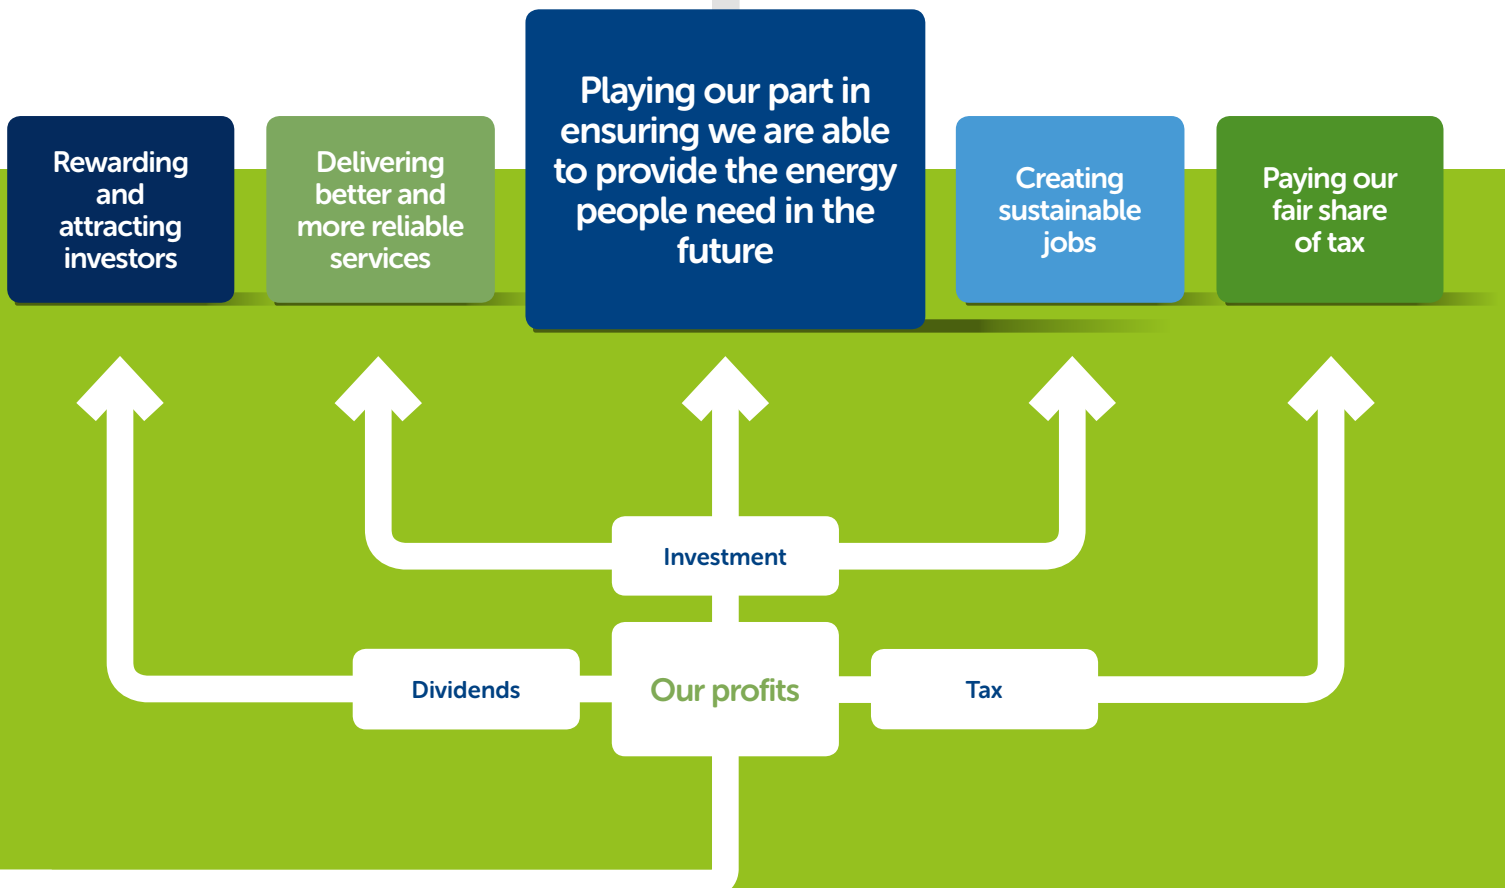 Rewarding
and
attracting
investors
Delivering
better and
more reliable
services
Playing our part in
ensuring we are able
to provide the energy
people need in the
future
Creating
sustainable
jobs
Paying our
fair share
of tax
Investment
Dividends
Our profits
Tax